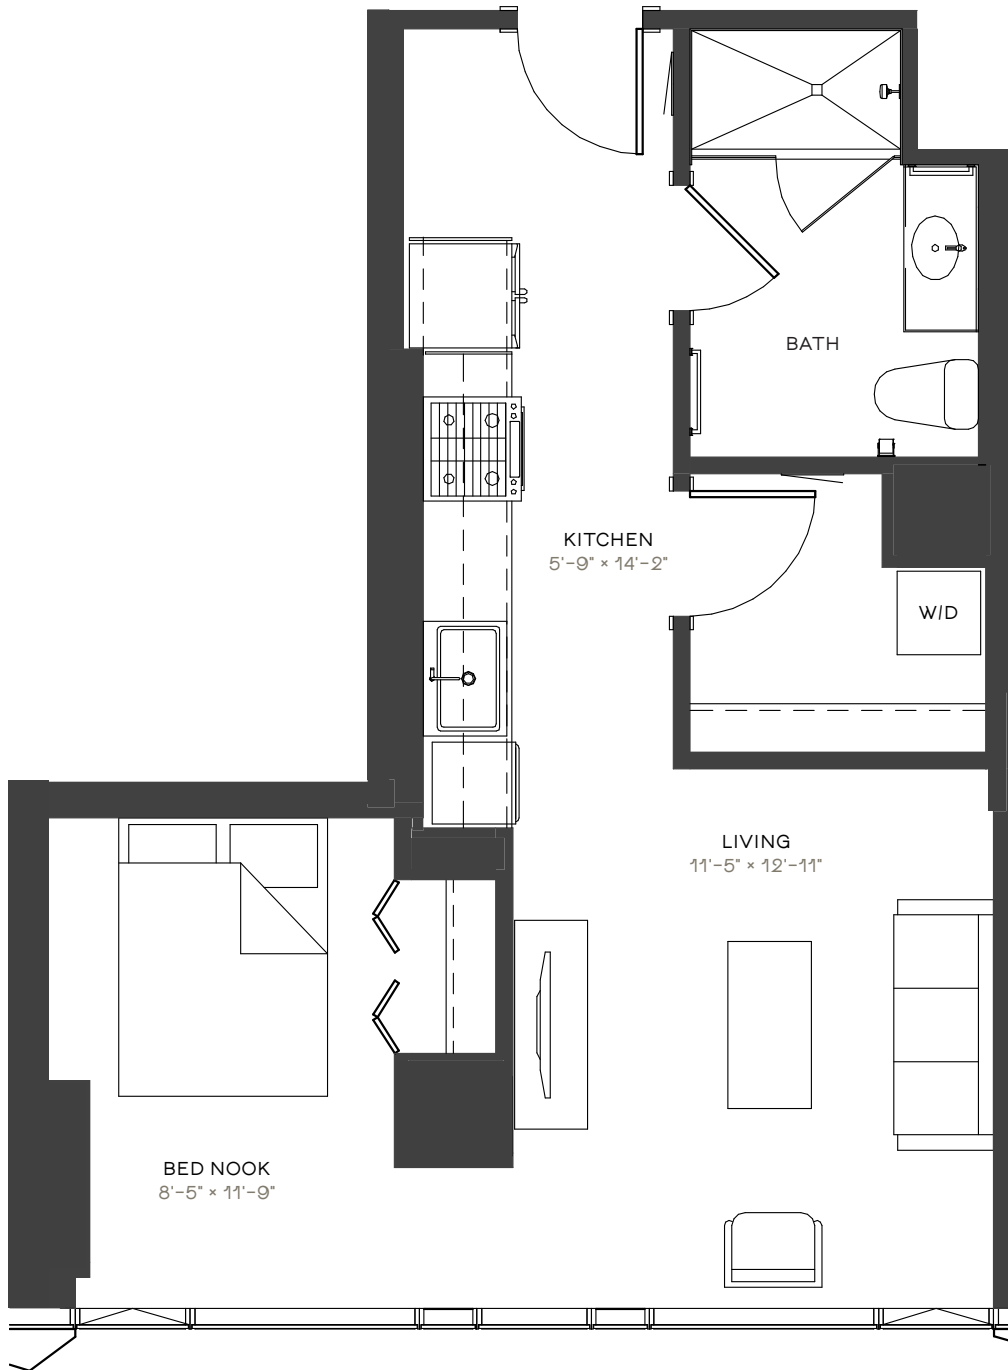 BATH
KITCHEN
5'-9" × 14'-2"
W/D
LIVING
11'-5" × 12'-11"
BED NOOK
8'-5" × 11'-9"